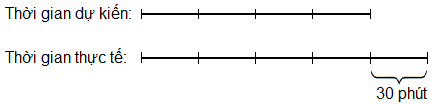 Thời gian dự kiến:
Thời gian thực tế:
30 phút